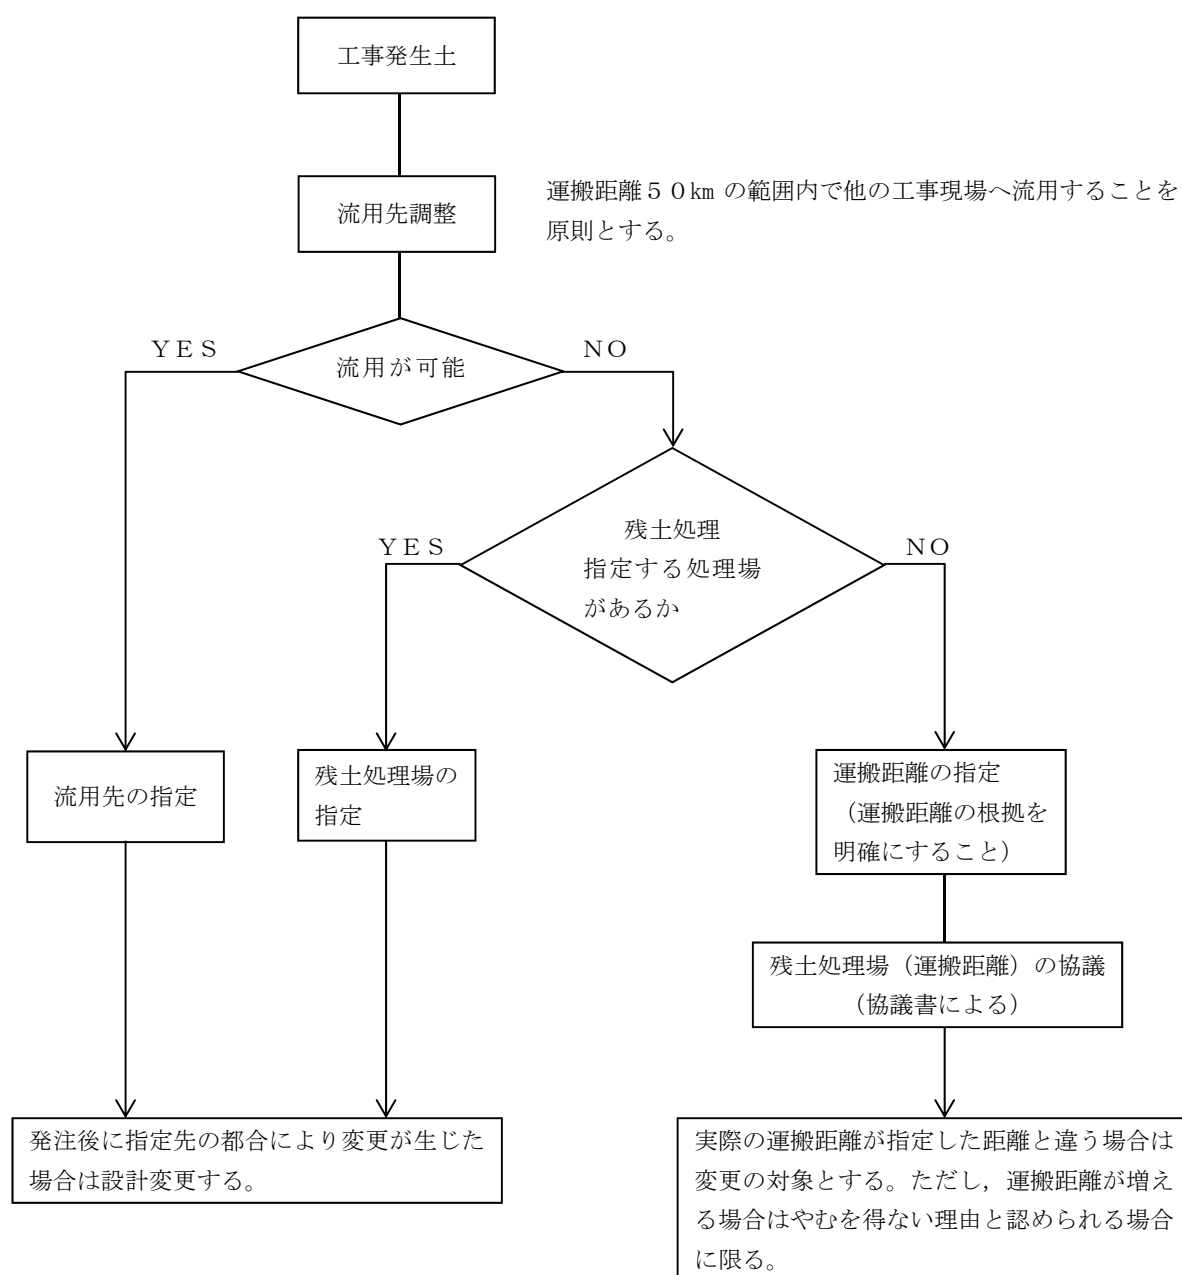 工事発生土
流用先調整
運搬距離５０㎞ の範囲内で他の工事現場へ流用することを
原則とする。
ＹＥＳ
流用が可能
ＮＯ
残土処理
指定する処理場
があるか
ＹＥＳ
ＮＯ
流用先の指定
残土処理場の
指定
運搬距離の指定
（運搬距離の根拠を
明確にすること）
残土処理場（運搬距離）の協議
（協議書による）
発注後に指定先の都合により変更が生じた
場合は設計変更する。
実際の運搬距離が指定した距離と違う場合は
変更の対象とする。ただし，運搬距離が増え
る場合はやむを得ない理由と認められる場合
に限る。